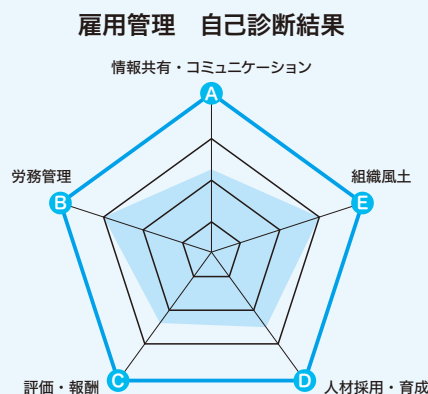 雇用管理　自己診断結果
情報共有・コミュニケーション
A
労務管理
組織風土
B
E
C
D
評価・報酬
人材採用・育成